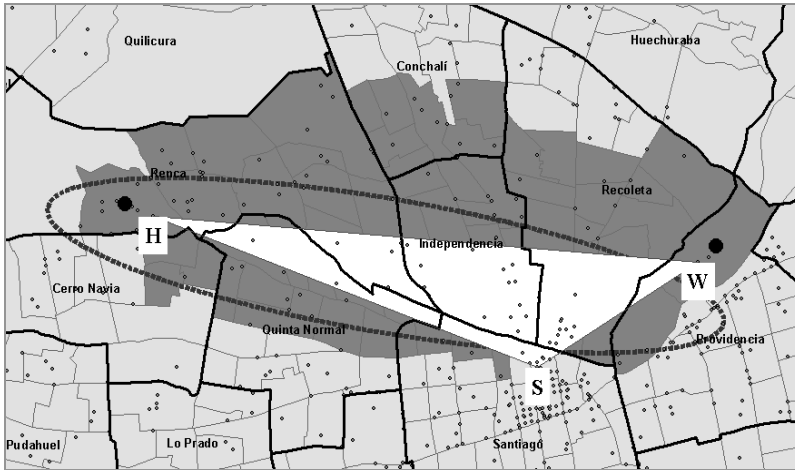 Quilicura
Huechuraba
Conchalí
Renca
Recoleta
H
Independencia
W
Cerro Navia
Quinta Normal
Providencia
S
Pudahuel
Lo Prado
Santiago